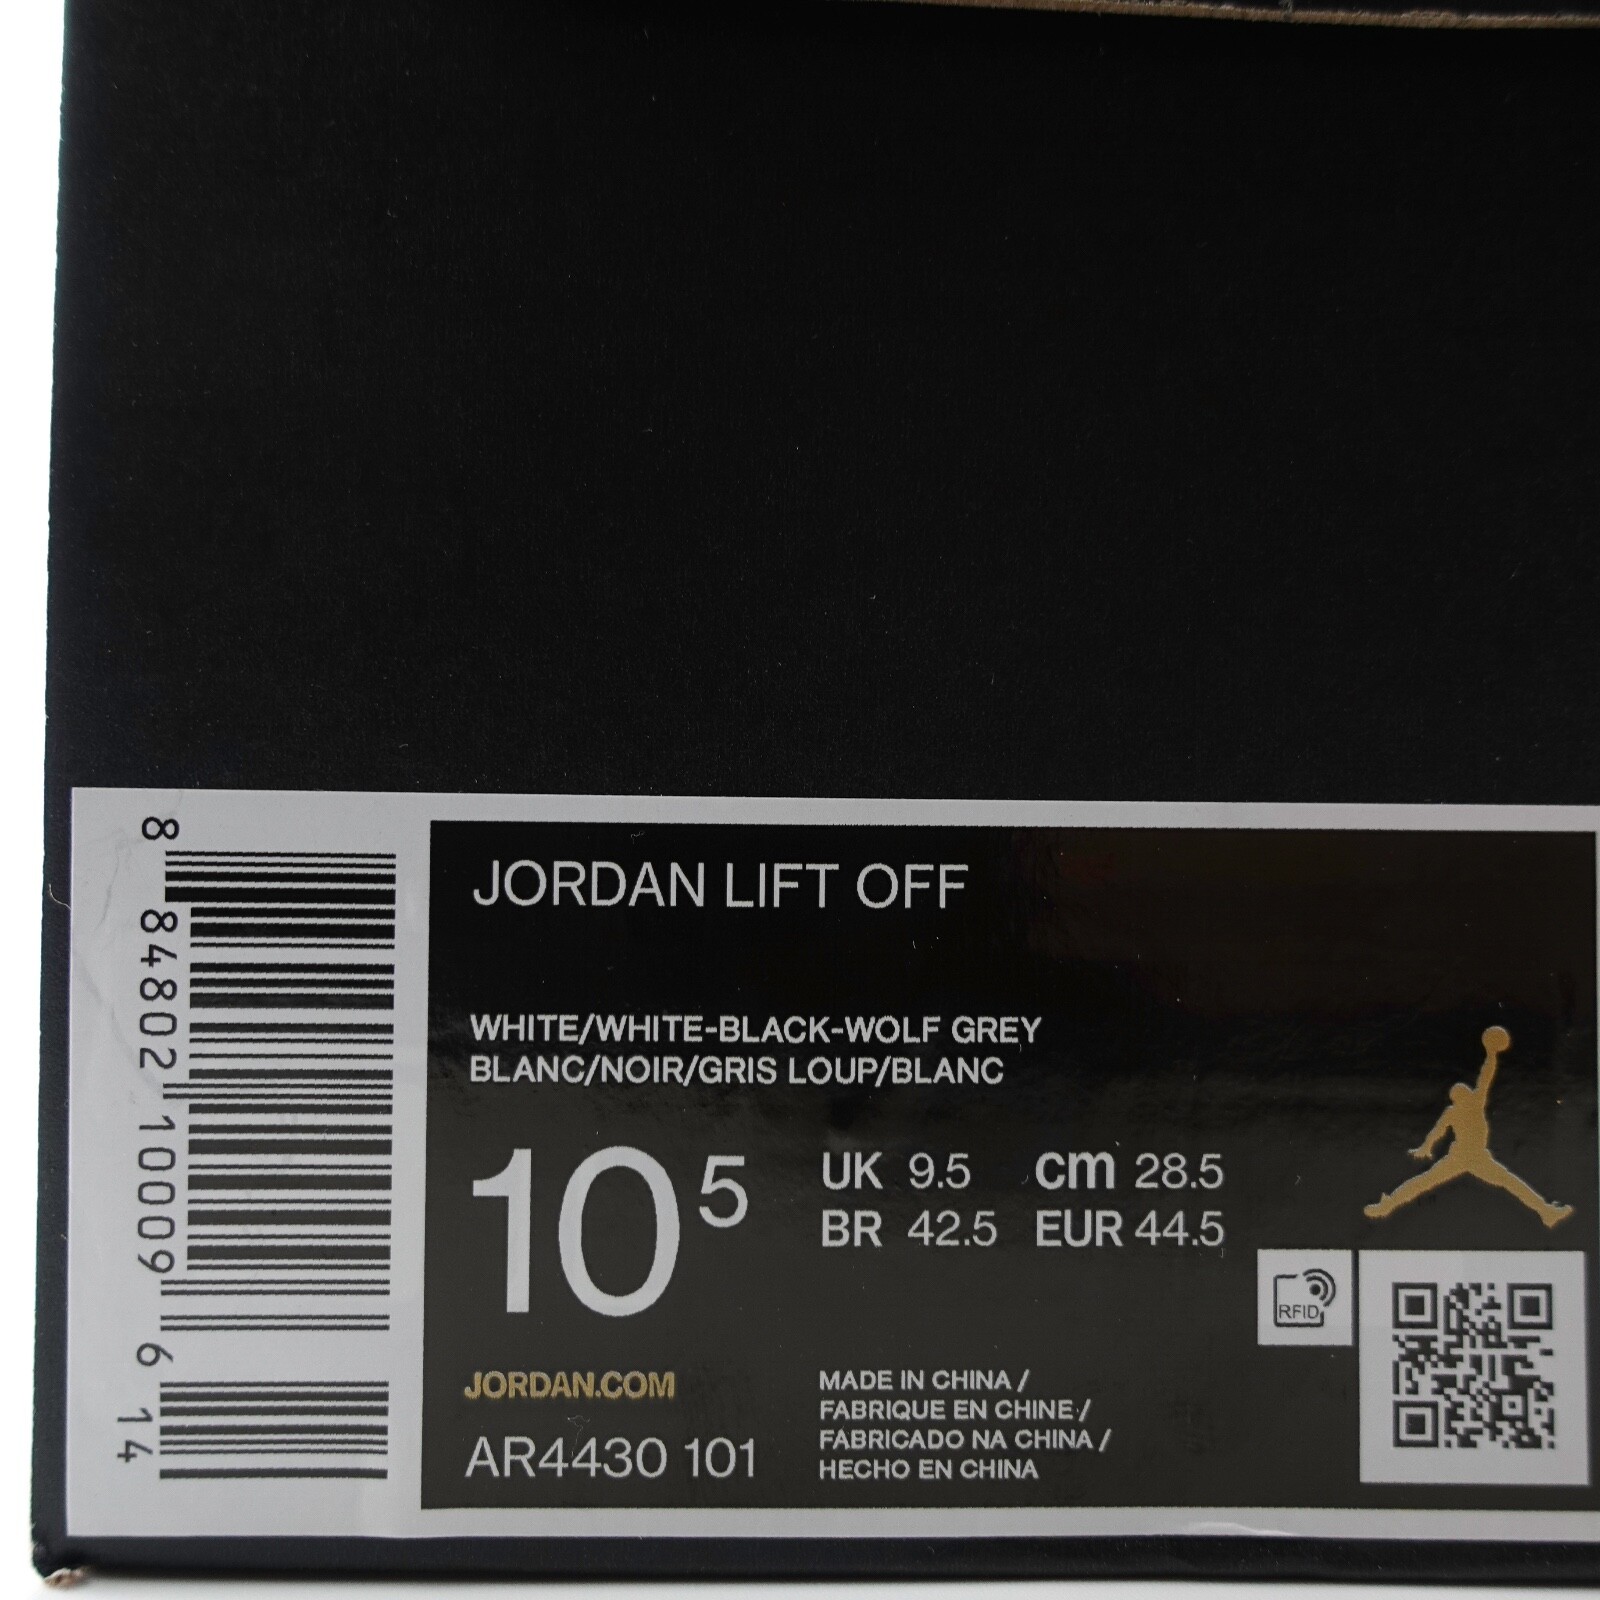 JORDAN LIFT OFF
WHITE/WHITE-BLACK-WOLF GREY
BLANC/NOIR/GRIS LOUP/BLANC
10 5
UK 9.5 cm 28.5
BR 42.5 EUR 44.5
RFID
JORDAN.COM
AR4430 101
MADE IN CHINA /
FABRIQUE EN CHINE /
FABRICADO NA CHINA /
HECHO EN CHINA
8 84802 10009 6 14